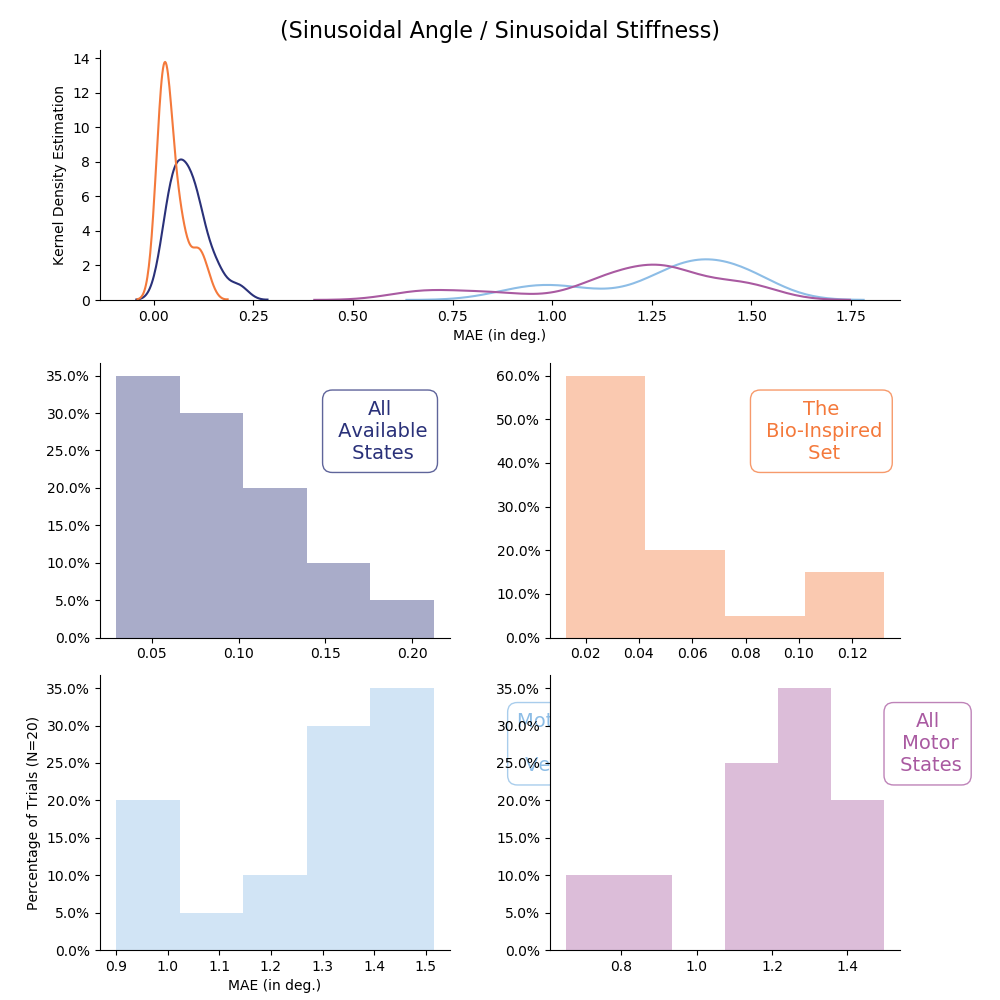 (Sinusoidal Angle / Sinusoidal Stiffness)
Kernel Density Estimation
14
12
10
8
6
4
2
0
0.00 0.25 0.50 0.75 1.00 1.25 1.50 1.75
MAE (in deg.)
35.0%
30.0%
25.0%
20.0%
15.0%
10.0%
5.0%
0.0%
0.05 0.10 0.15 0.20
All
Available
States
60.0%
50.0%
40.0%
30.0%
20.0%
10.0%
0.0%
0.02 0.04 0.06 0.08 0.10 0.12
The
Bio-Inspired
Set
Percentage of Trials (N=20)
35.0%
30.0%
25.0%
20.0%
15.0%
10.0%
5.0%
0.0%
0.9 1.0 1.1 1.2 1.3 1.4 1.5
MAE (in deg.)
35.0%
30.0%
25.0%
20.0%
15.0%
10.0%
5.0%
0.0%
0.8 1.0 1.2 1.4
All
Motor
States